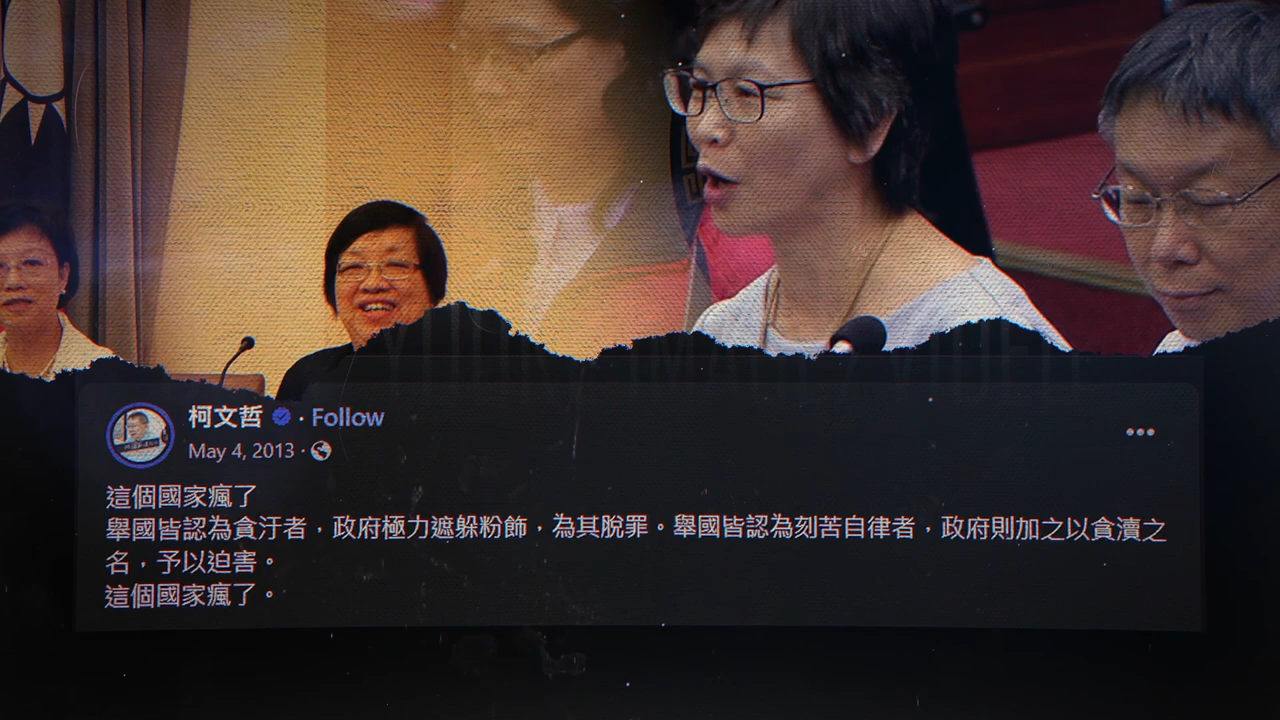 柯文哲 · Follow
May 4, 2013 ·
這個國家瘋了
舉國皆認為貪汙者，政府極力遮躲粉飾，為其脫罪。舉國皆認為刻苦自律者，政府則加之以貪瀆之
名，予以迫害。
這個國家瘋了。